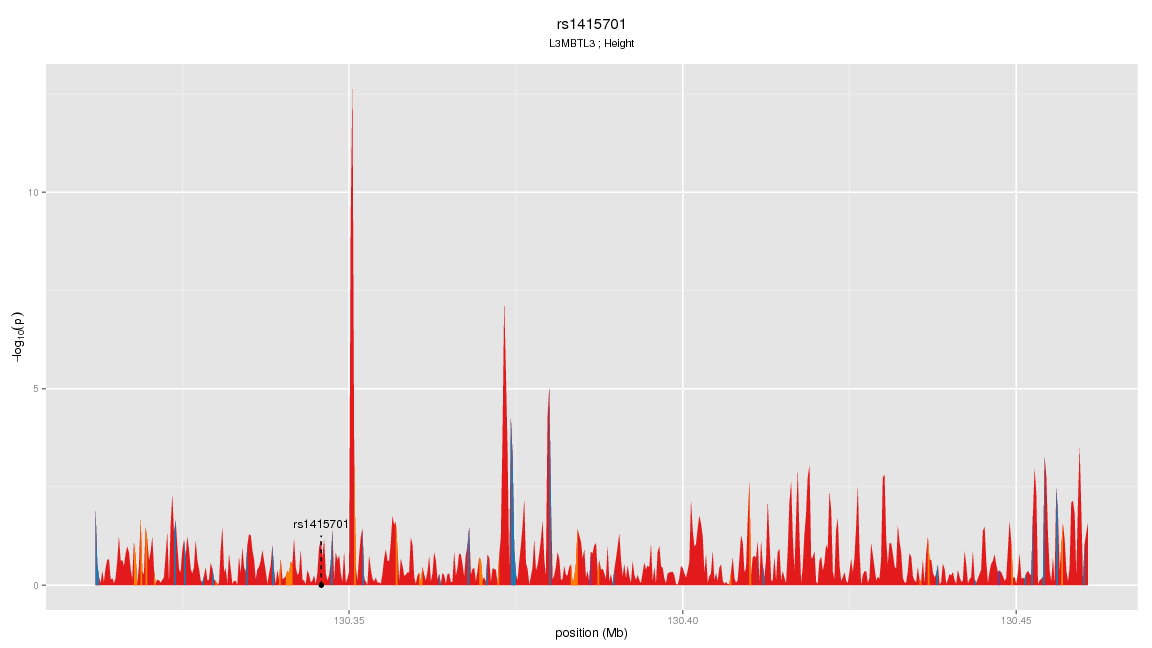 rs1415701
L3MBTL3 ; Height
−log10(p)
10
5
0
rs1415701
130.35
130.40
130.45
position (Mb)